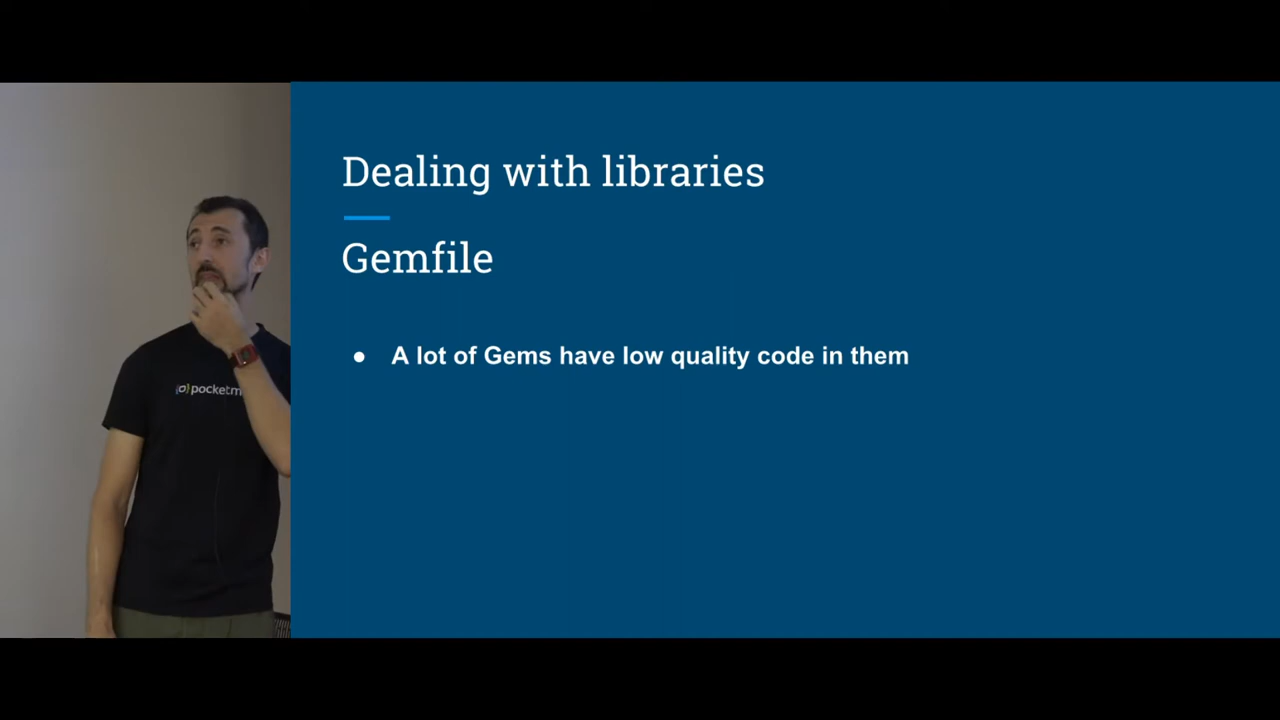 Dealing with libraries
Gemfile
● A lot of Gems have low quality code in them